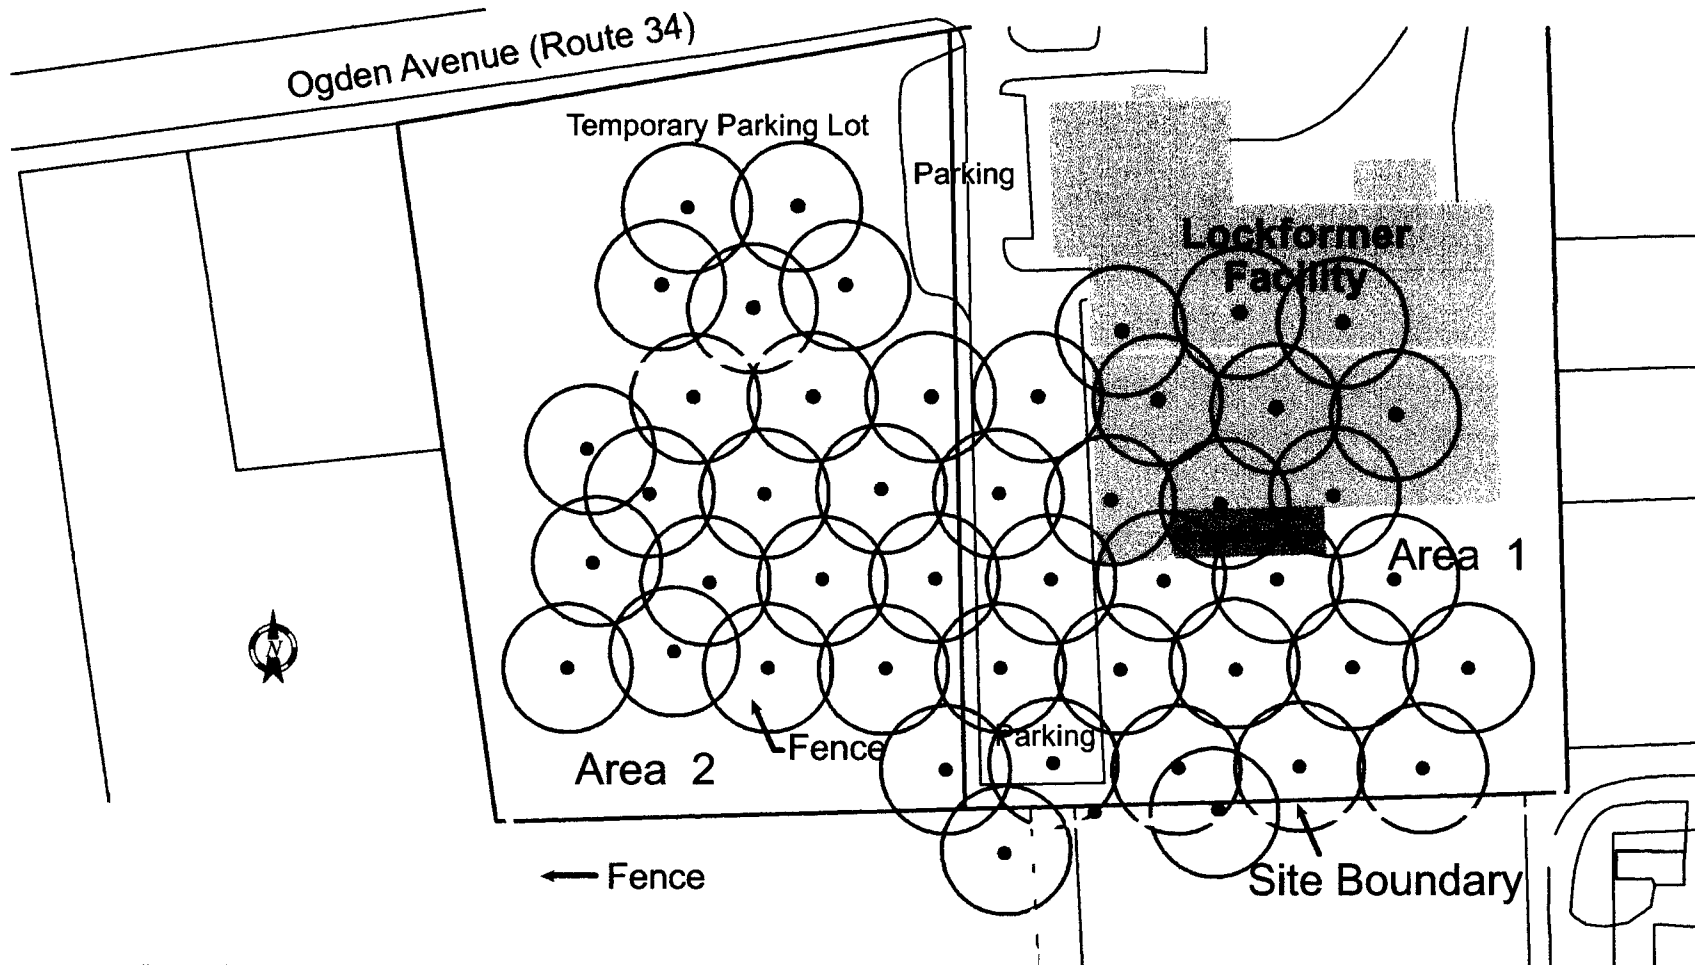 Ogden Avenue (Route 34)
Temporary Parking Lot
Parking
Lockformer
Facility
Area 1
N
Parking
Fence
Area 2
Fence
Site Boundary